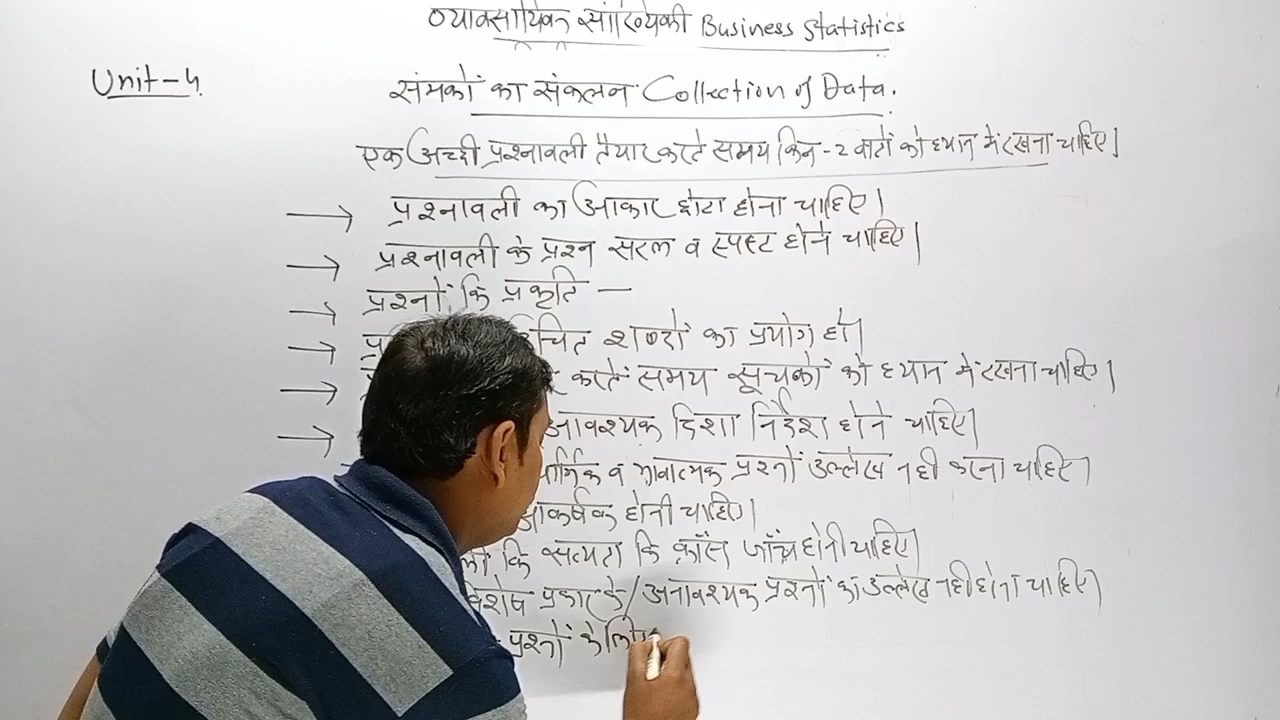 व्यावसायिक सांख्यिकी Business Statistics
Unit-4
संमकों का संकलन Collection of Data.
एक अच्छी प्रश्नावली तैयार करते समय किन-2 बातों को ध्यान में रखना चाहिए।
→ प्रश्नावली का आकार छोटा होना चाहिए।
→ प्रश्नावली के प्रश्न सरल व स्पष्ट होने चाहिए।
→ प्रश्नों कि प्रकृति —
→ शब्दों का प्रयोग हो।
→ करते समय सूचकों को ध्यान में रखना चाहिए।
→ आवश्यक दिशा निर्देश होने चाहिए।
व भावात्मक प्रश्नों उल्लेख नही करना चाहिए।
आकर्षक होनी चाहिए।
कि सत्यता कि क्रॉस जाँच होनी चाहिए।
विशेष प्रकार के/अनावश्यक प्रश्नों का उल्लेख नही होना चाहिए।
प्रश्नों के